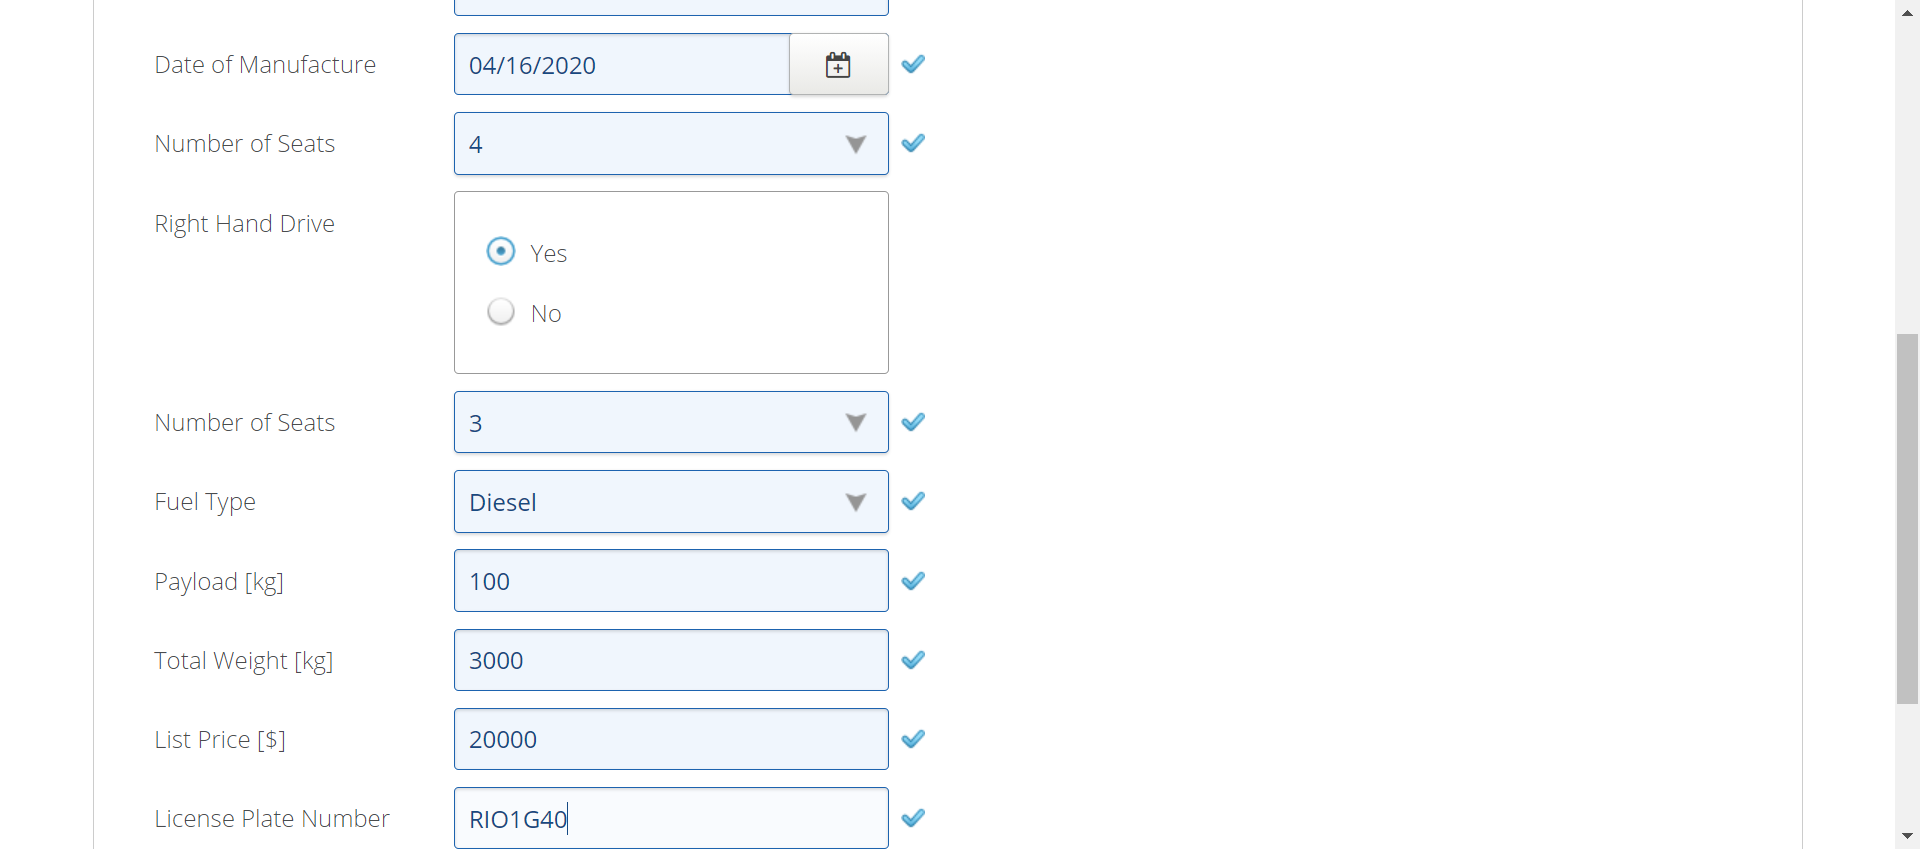 Date of Manufacture 04/16/2020
Number of Seats 4
Right Hand Drive
Yes
No
Number of Seats 3
Fuel Type Diesel
Payload [kg] 100
Total Weight [kg] 3000
List Price [$] 20000
License Plate Number RIO1G40